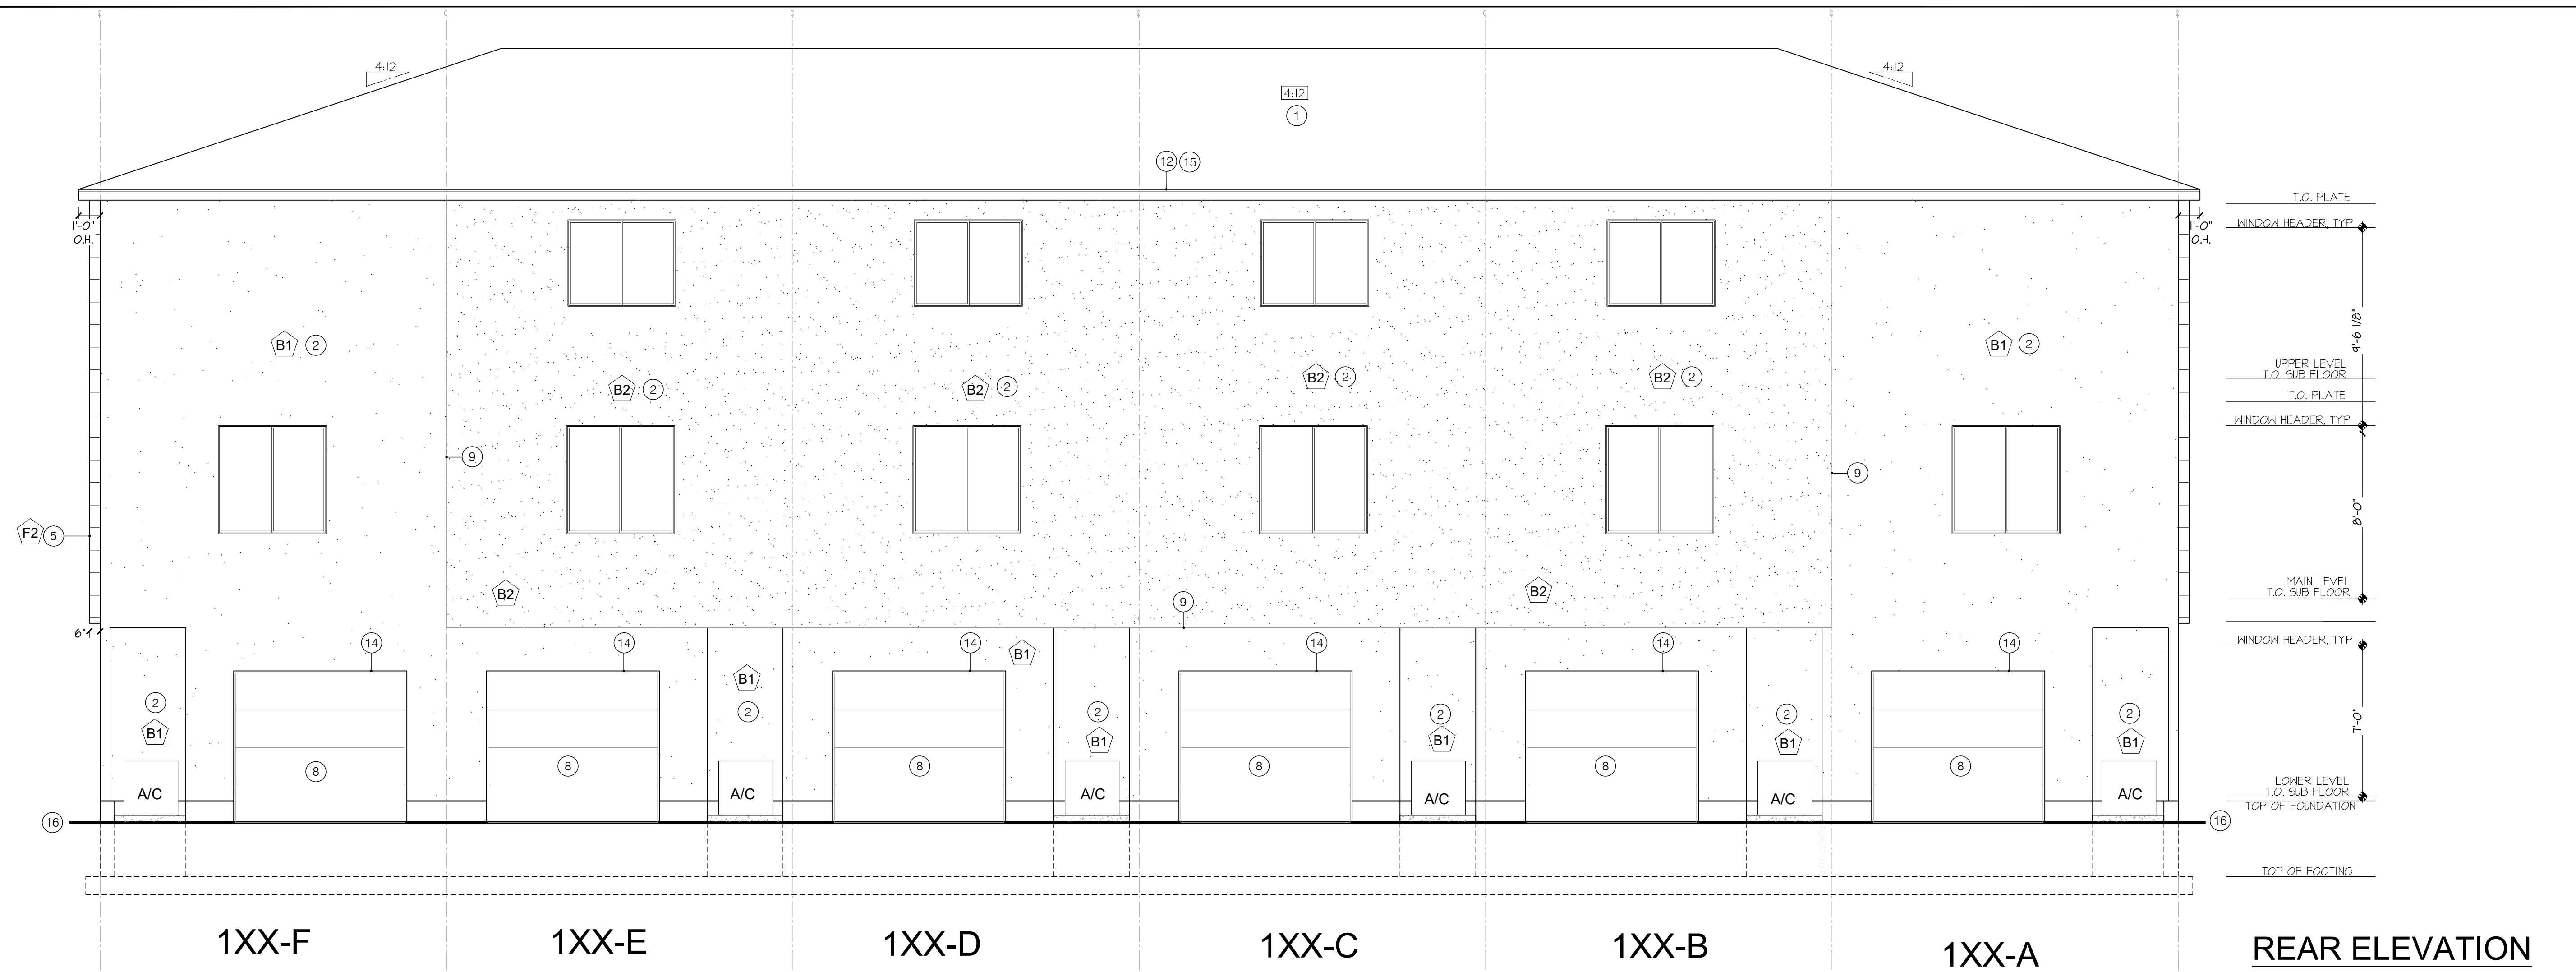 ℄ ℄ ℄ ℄ ℄ ℄ ℄
4:12 4:12
4:12
1
12 15
T.O. PLATE
1'-0" O.H.
1'-0" O.H.
WINDOW HEADER, TYP
9'-6 1/8"
B1 2
B1 2
B2 2
B2 2
B2 2
B2 2
UPPER LEVEL
T.O. SUB FLOOR
T.O. PLATE
WINDOW HEADER, TYP
9
9
8'-0"
F2 5
B2
B2
MAIN LEVEL
T.O. SUB FLOOR
9
6"
14 14 14 14 14 14
B1
WINDOW HEADER, TYP
2
B1
B1
2
2
B1
2
B1
2
B1
2
B1
7'-0"
8 8 8 8 8 8
A/C A/C A/C A/C A/C A/C
LOWER LEVEL
T.O. SUB FLOOR
TOP OF FOUNDATION
16 16
TOP OF FOOTING
1XX-F 1XX-E 1XX-D 1XX-C 1XX-B 1XX-A
REAR ELEVATION